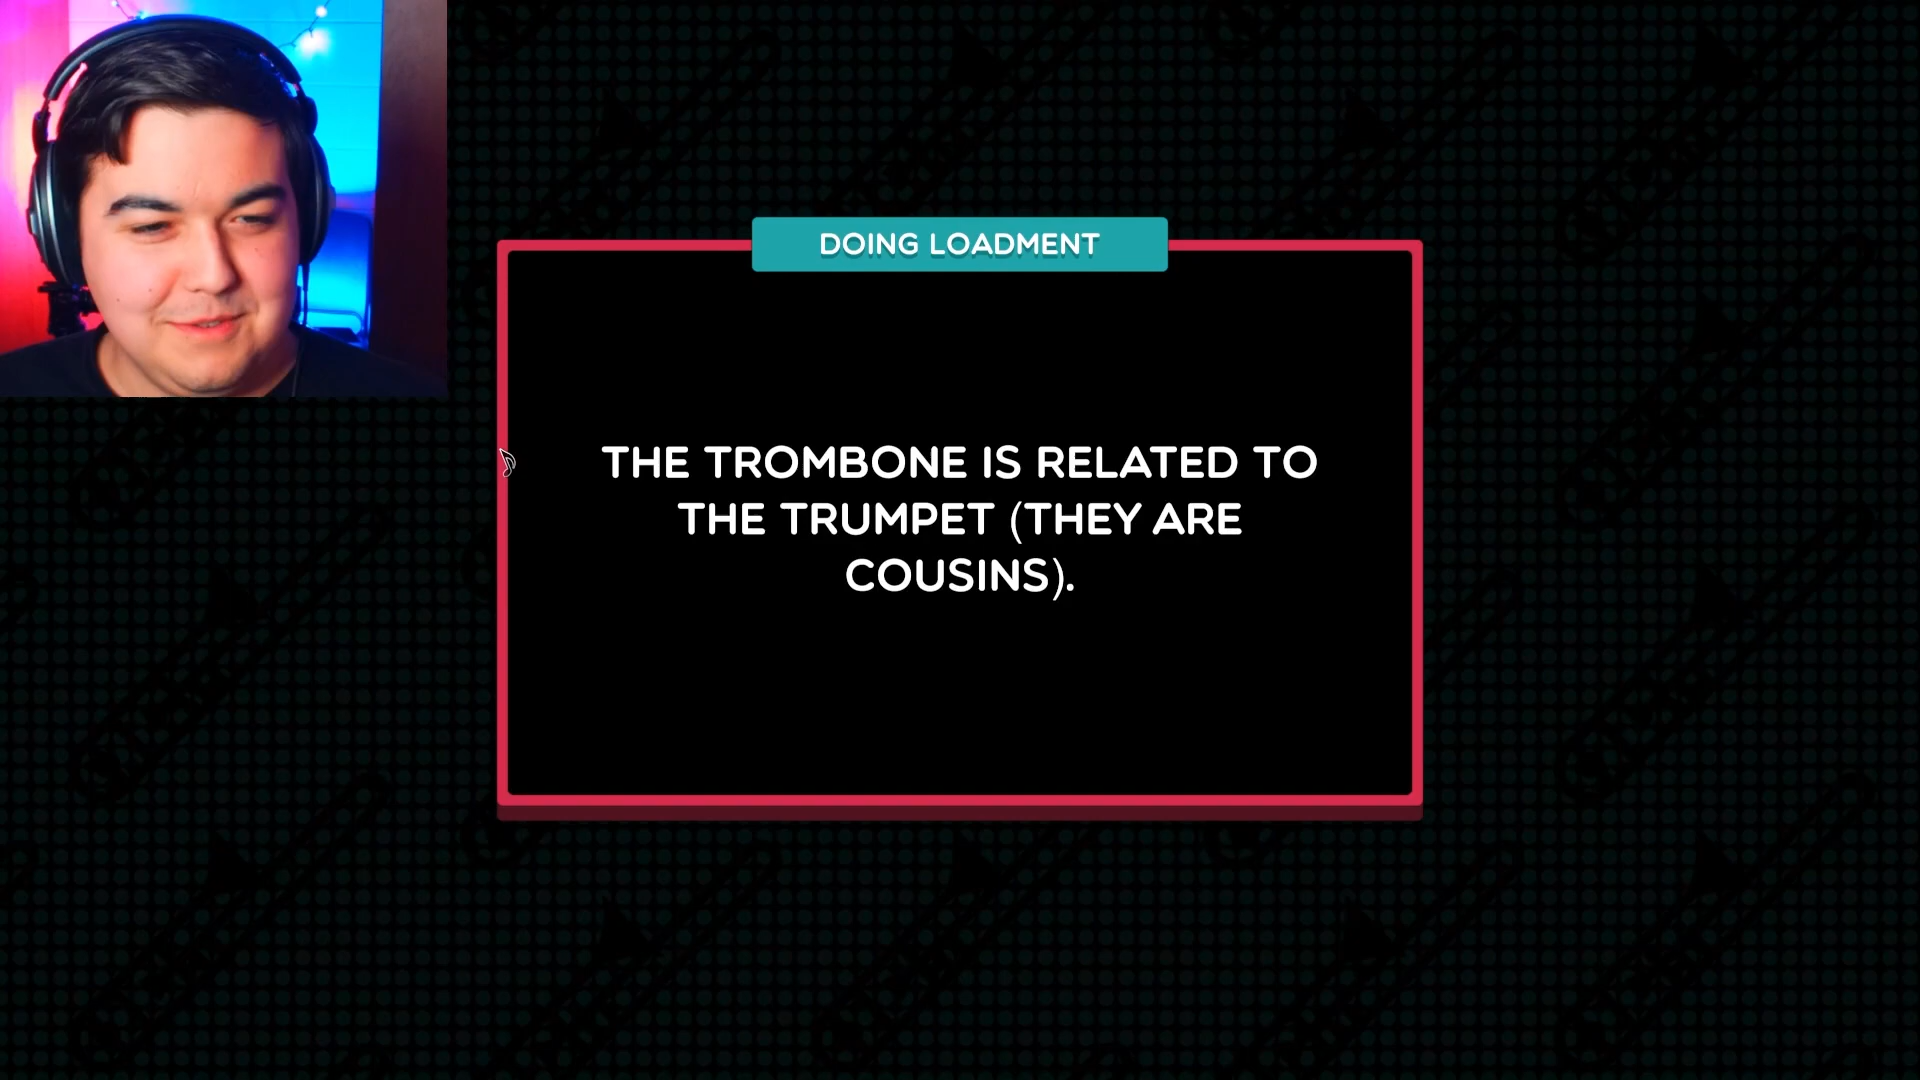 DOING LOADMENT
THE TROMBONE IS RELATED TO
THE TRUMPET (THEY ARE
COUSINS).